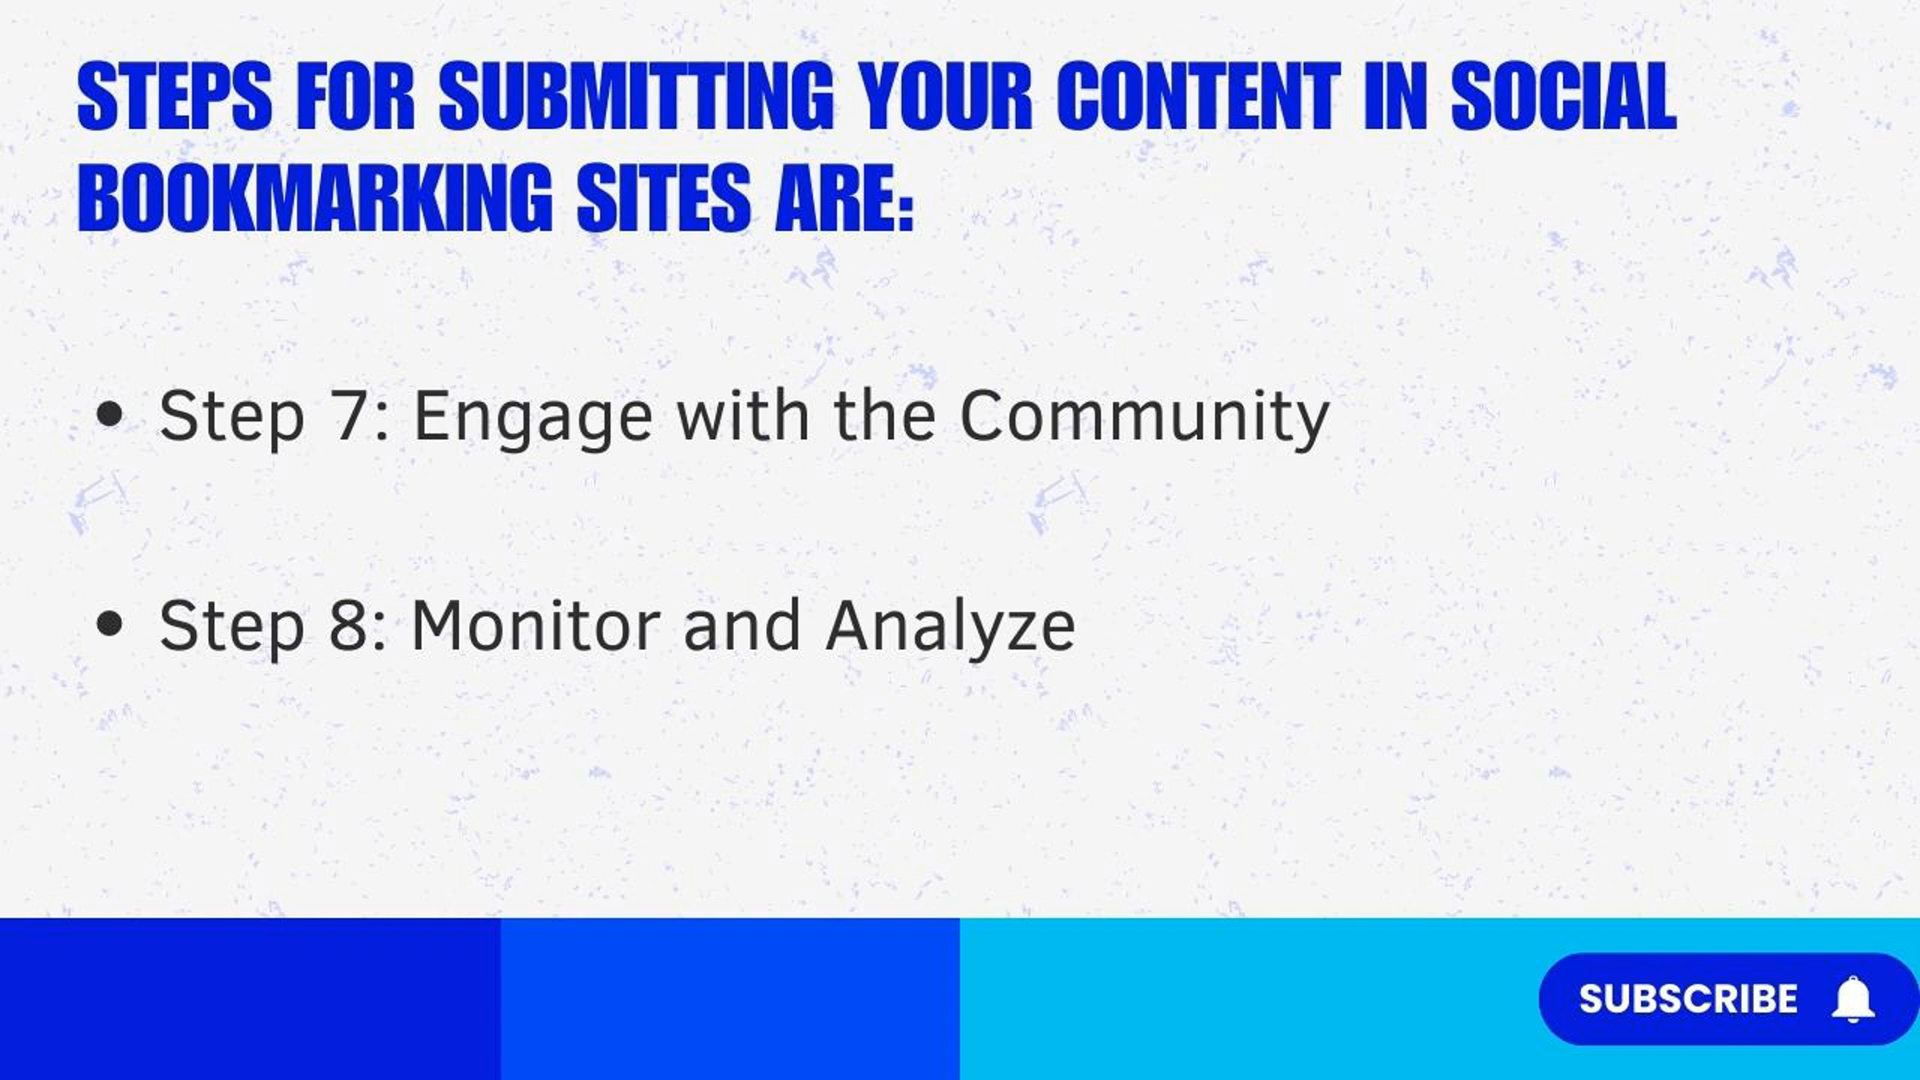 STEPS FOR SUBMITTING YOUR CONTENT IN SOCIAL
BOOKMARKING SITES ARE:
• Step 7: Engage with the Community
• Step 8: Monitor and Analyze
SUBSCRIBE